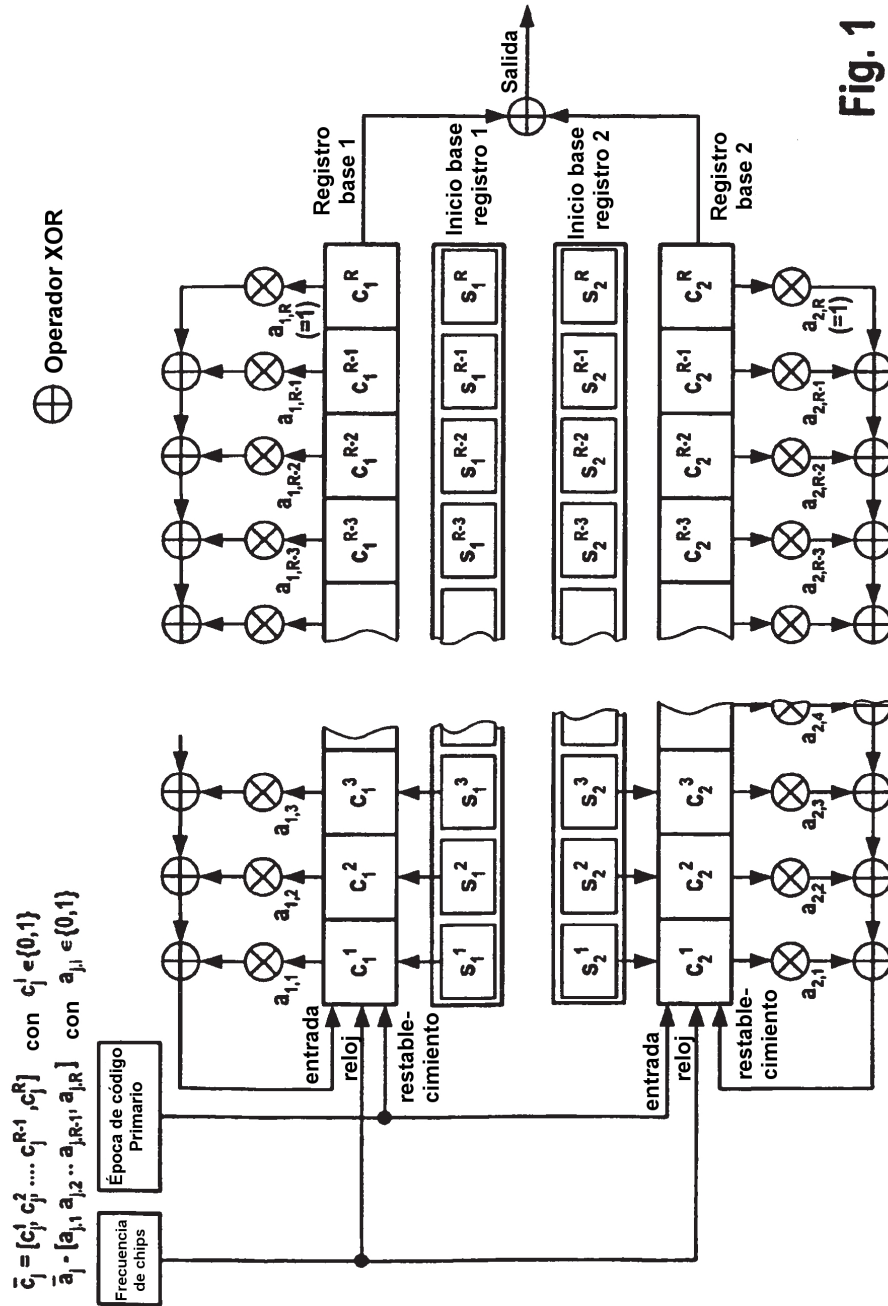 c̄ⱼ = [cⱼ¹, cⱼ², .... cⱼᴿ⁻¹, cⱼᴿ] con cⱼⁱ ∈{0,1}
āⱼ - [aⱼ,₁ aⱼ,₂ .. aⱼ,R-1, aⱼ,R] con aⱼ,ᵢ ∈{0,1}
⊕ Operador XOR
Frecuencia
de chips
Época de código
Primario
a1,1
a1,2
a1,3
a1,R-3
a1,R-2
a1,R-1
a1,R
(=1)
entrada
reloj
restable-
cimiento
c₁¹
c₁²
c₁³
c₁ᴿ⁻³
c₁ᴿ⁻²
c₁ᴿ⁻¹
c₁ᴿ
Registro
base 1
s₁¹
s₁²
s₁³
s₁ᴿ⁻³
s₁ᴿ⁻²
s₁ᴿ⁻¹
s₁ᴿ
Inicio base
registro 1
Salida
s₂¹
s₂²
s₂³
s₂ᴿ⁻³
s₂ᴿ⁻²
s₂ᴿ⁻¹
s₂ᴿ
Inicio base
registro 2
entrada
reloj
restable-
cimiento
c₂¹
c₂²
c₂³
c₂ᴿ⁻³
c₂ᴿ⁻²
c₂ᴿ⁻¹
c₂ᴿ
Registro
base 2
a2,1
a2,2
a2,3
a2,4
a2,R-3
a2,R-2
a2,R-1
a2,R
(=1)
Fig. 1